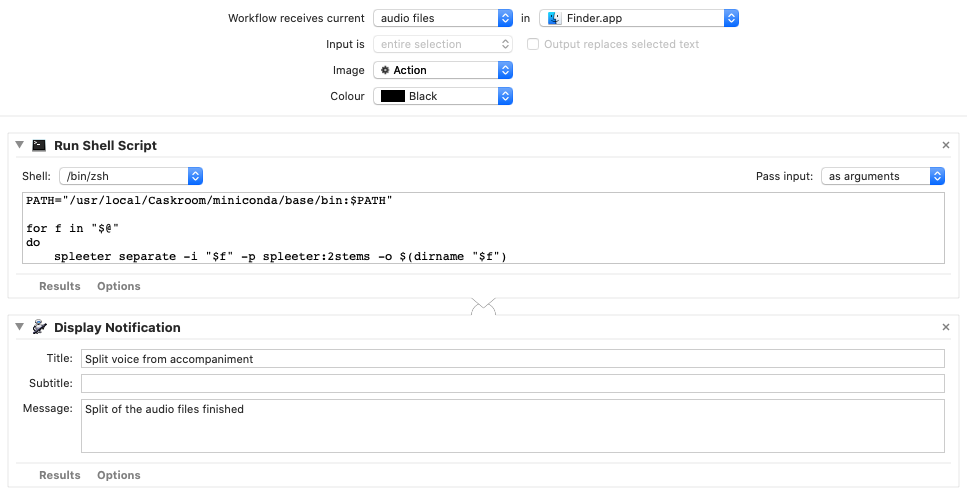 Workflow receives current audio files in Finder.app
Input is entire selection Output replaces selected text
Image Action
Colour Black
Run Shell Script
Shell: /bin/zsh Pass input: as arguments
PATH="/usr/local/Caskroom/miniconda/base/bin:$PATH"
for f in "$@"
do
spleeter separate -i "$f" -p spleeter:2stems -o $(dirname "$f")
Results Options
Display Notification
Title: Split voice from accompaniment
Subtitle:
Message: Split of the audio files finished
Results Options